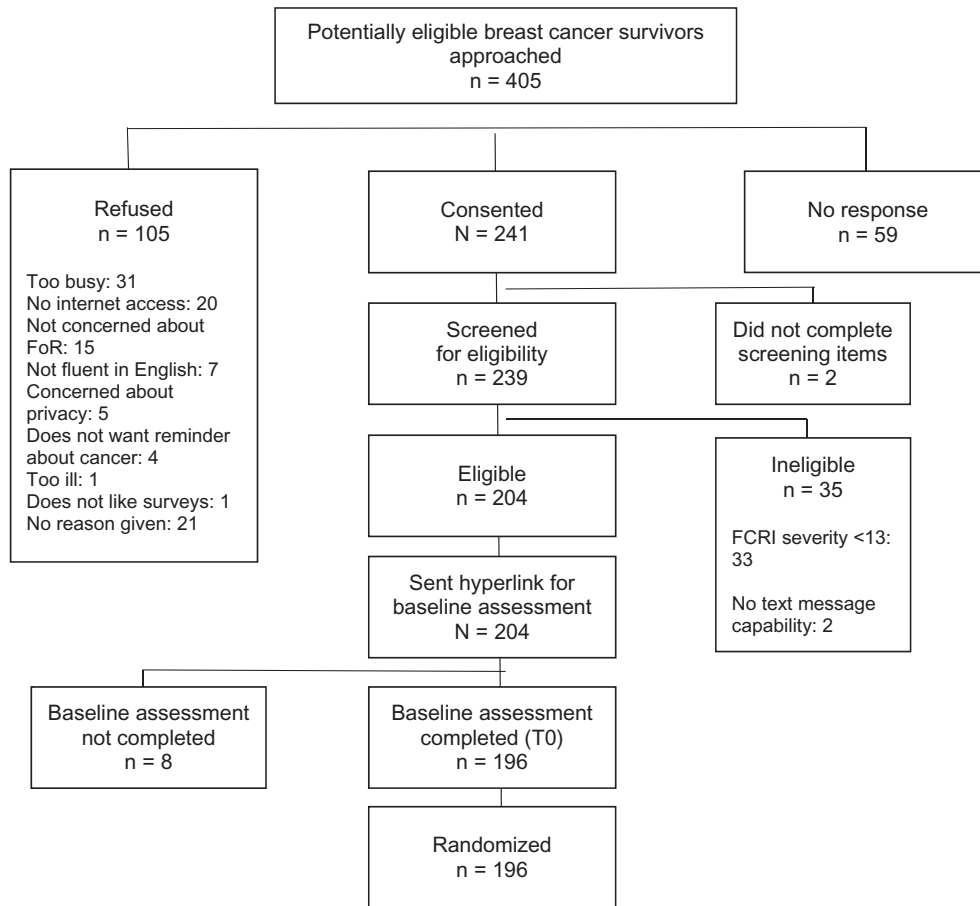 Potentially eligible breast cancer survivors
approached
n = 405
Refused
n = 105
Too busy: 31
No internet access: 20
Not concerned about
FoR: 15
Not fluent in English: 7
Concerned about
privacy: 5
Does not want reminder
about cancer: 4
Too ill: 1
Does not like surveys: 1
No reason given: 21
Consented
N = 241
No response
n = 59
Screened
for eligibility
n = 239
Did not complete
screening items
n = 2
Eligible
n = 204
Ineligible
n = 35
FCRI severity <13:
33
No text message
capability: 2
Sent hyperlink for
baseline assessment
N = 204
Baseline assessment
not completed
n = 8
Baseline assessment
completed (T0)
n = 196
Randomized
n = 196